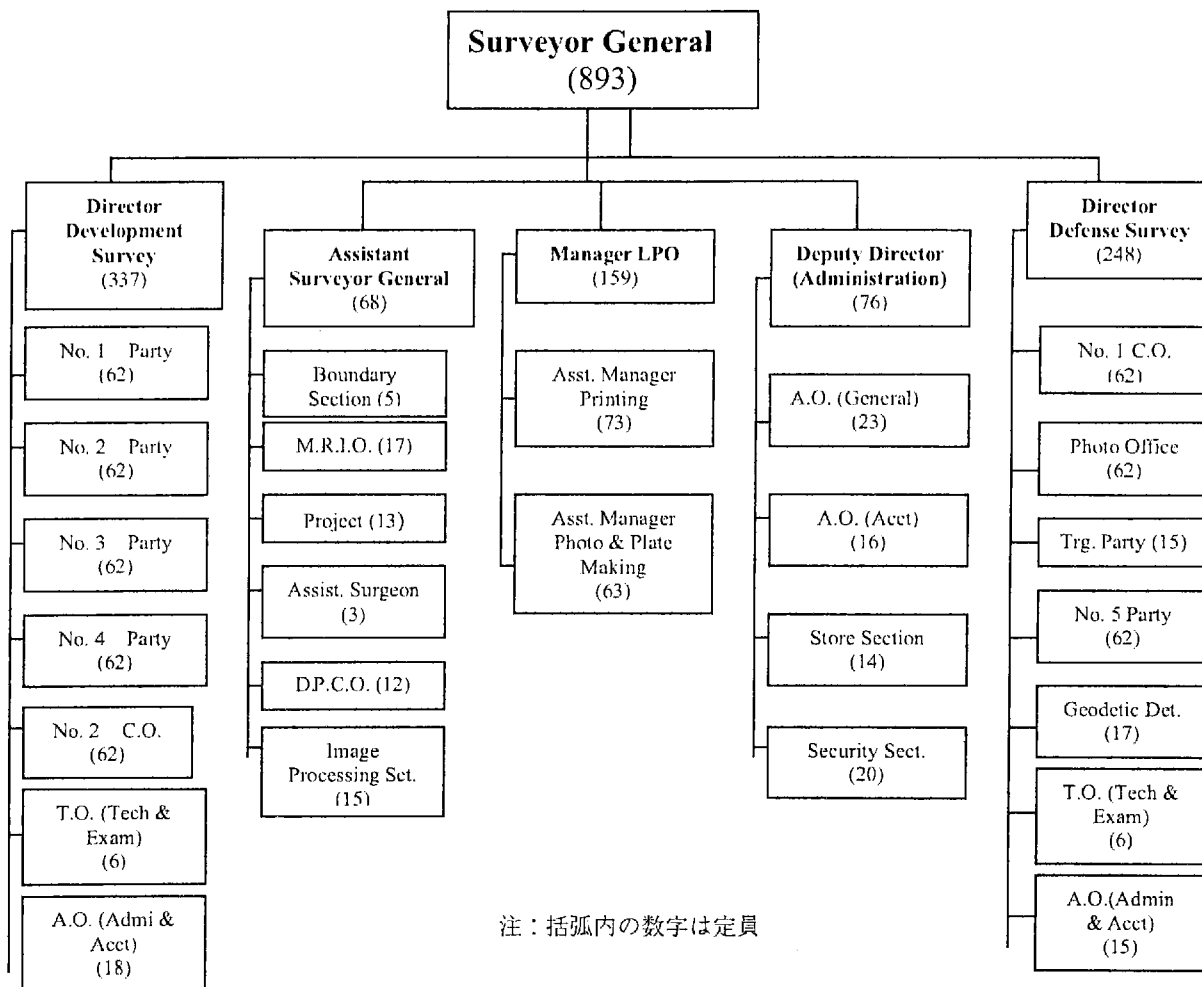 Surveyor General
(893)
Director
Development
Survey
(337)
No. 1 Party
(62)
No. 2 Party
(62)
No. 3 Party
(62)
No. 4 Party
(62)
No. 2 C.O.
(62)
T.O. (Tech &
Exam)
(6)
A.O. (Admi &
Acct)
(18)
Assistant
Surveyor General
(68)
Boundary
Section (5)
M.R.I.O. (17)
Project (13)
Assist. Surgeon
(3)
D.P.C.O. (12)
Image
Processing Sct.
(15)
Manager LPO
(159)
Asst. Manager
Printing
(73)
Asst. Manager
Photo & Plate
Making
(63)
Deputy Director
(Administration)
(76)
A.O. (General)
(23)
A.O. (Acct)
(16)
Store Section
(14)
Security Sect.
(20)
Director
Defense Survey
(248)
No. 1 C.O.
(62)
Photo Office
(62)
Trg. Party (15)
No. 5 Party
(62)
Geodetic Det.
(17)
T.O. (Tech &
Exam)
(6)
A.O.(Admin
& Acct)
(15)
注：括弧内の数字は定員